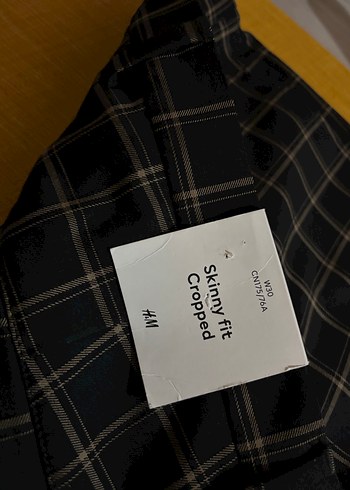 W30
CN175/76A
Skinny fit
Cropped
H&M